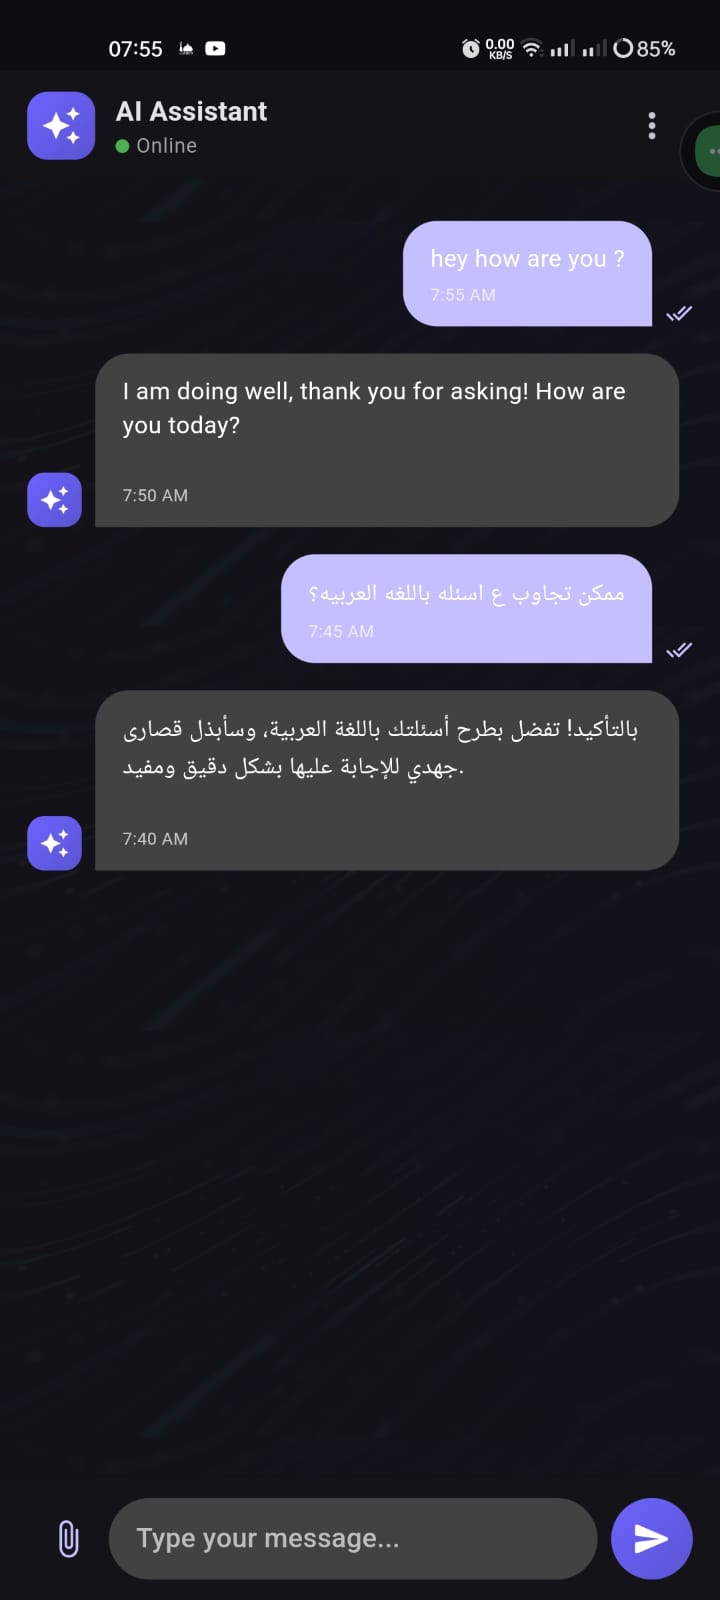 07:55
0.00 KB/S
85%
AI Assistant
Online
hey how are you ?
7:55 AM
I am doing well, thank you for asking! How are
you today?
7:50 AM
ممكن تجاوب ع اسئله باللغه العربيه؟
7:45 AM
بالتأكيد! تفضل بطرح أسئلتك باللغة العربية، وسأبذل قصارى
جهدي للإجابة عليها بشكل دقيق ومفيد.
7:40 AM
Type your message...